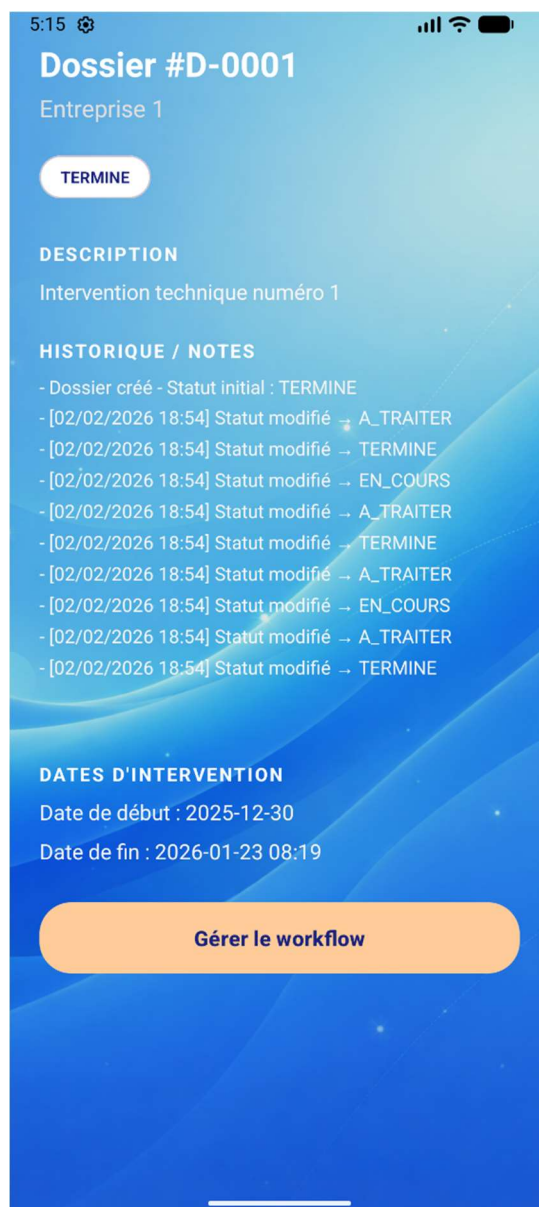 5:15
Dossier #D-0001
Entreprise 1
TERMINE
DESCRIPTION
Intervention technique numéro 1
HISTORIQUE / NOTES
- Dossier créé - Statut initial : TERMINE
- [02/02/2026 18:54] Statut modifié → A_TRAITER
- [02/02/2026 18:54] Statut modifié → TERMINE
- [02/02/2026 18:54] Statut modifié → EN_COURS
- [02/02/2026 18:54] Statut modifié → A_TRAITER
- [02/02/2026 18:54] Statut modifié → TERMINE
- [02/02/2026 18:54] Statut modifié → A_TRAITER
- [02/02/2026 18:54] Statut modifié → EN_COURS
- [02/02/2026 18:54] Statut modifié → A_TRAITER
- [02/02/2026 18:54] Statut modifié → TERMINE
DATES D'INTERVENTION
Date de début : 2025-12-30
Date de fin : 2026-01-23 08:19
Gérer le workflow